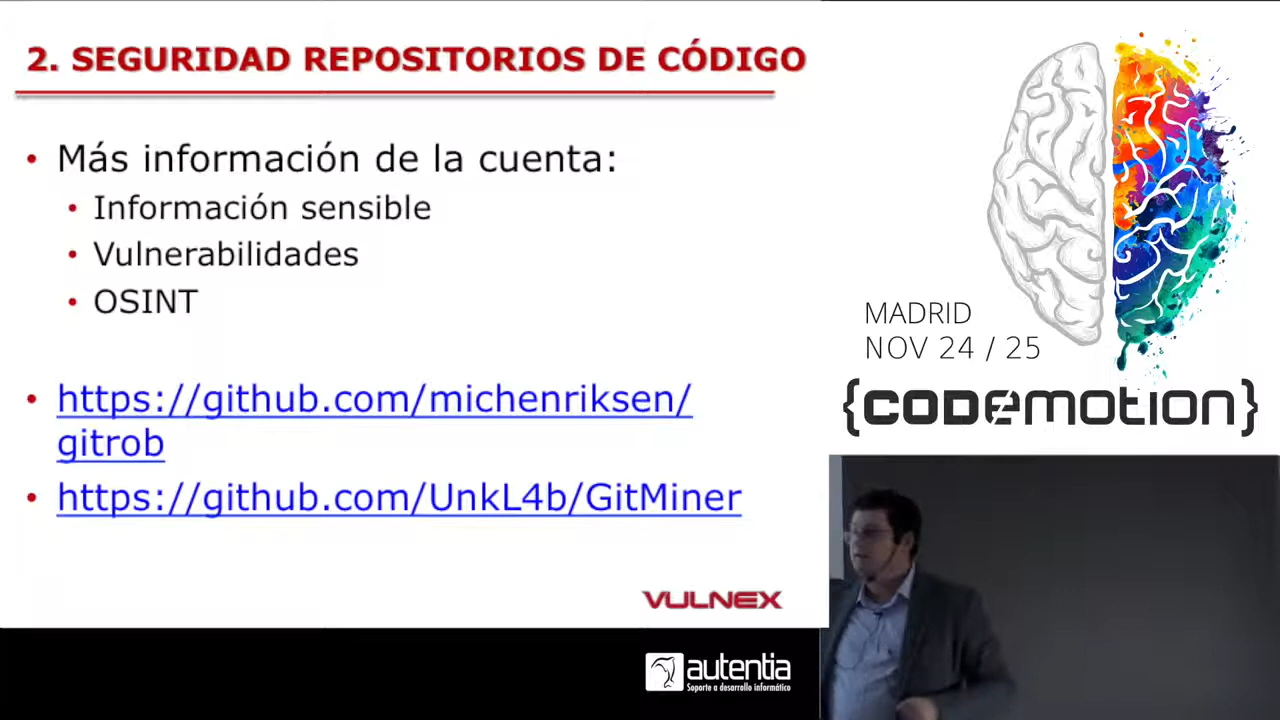 2. SEGURIDAD REPOSITORIOS DE CÓDIGO
• Más información de la cuenta:
• Información sensible
• Vulnerabilidades
• OSINT
• https://github.com/michenriksen/
gitrob
• https://github.com/UnkL4b/GitMiner
VULNEX
MADRID
NOV 24 / 25
{codemotion}
autentia
Soporte a desarrollo informático